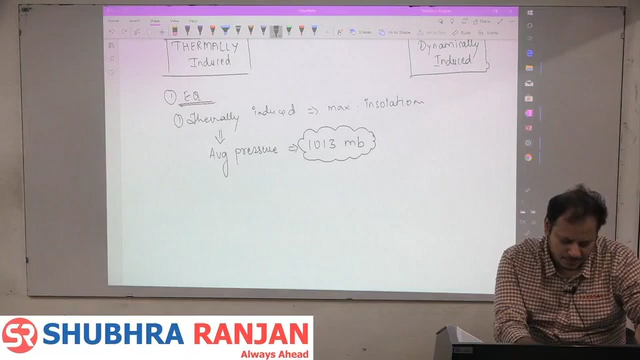 THERMALLY Dynamically
Induced Induced
① EQ
① Thermally induced ⇒ max. insolation
⇓
Avg pressure ⇒ 1013 mb
SR SHUBHRA RANJAN
Always Ahead